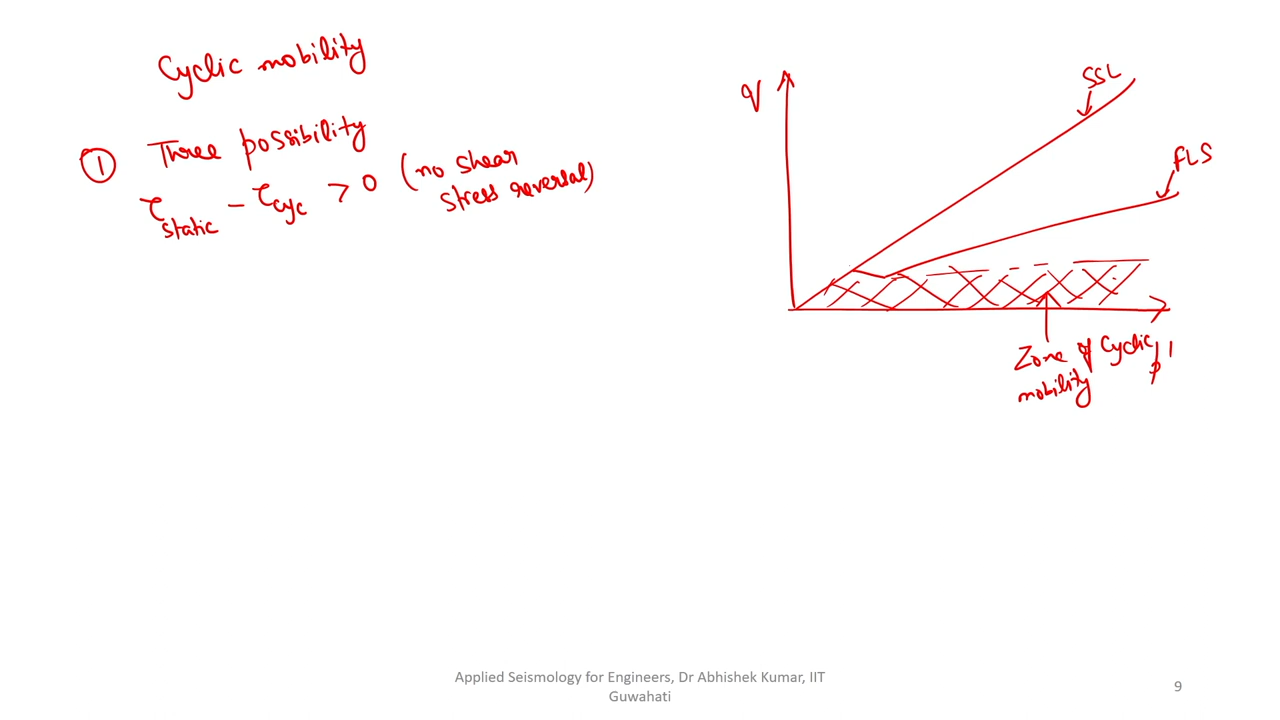 Cyclic mobility
① Three possibility
τstatic - τcyc > 0 (no shear
stress reversal)
q
SSL
FLS
Zone of Cyclic
mobility
p'
Applied Seismology for Engineers, Dr Abhishek Kumar, IIT
Guwahati
9